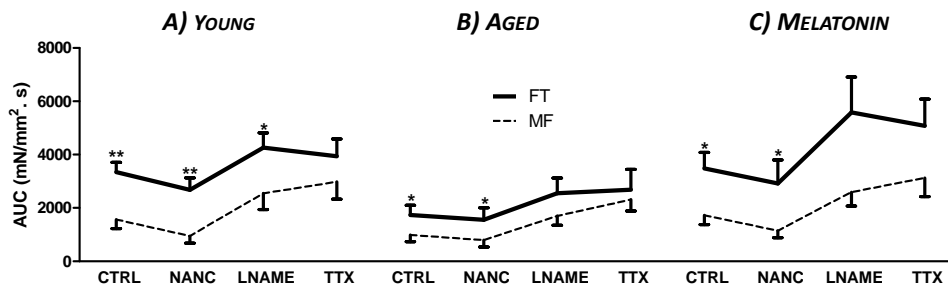 A) YOUNG B) AGED C) MELATONIN
8000
6000
4000
2000
0
AUC (mN/mm². s)
FT
MF
** ** *
* *
* *
CTRL NANC LNAME TTX CTRL NANC LNAME TTX CTRL NANC LNAME TTX